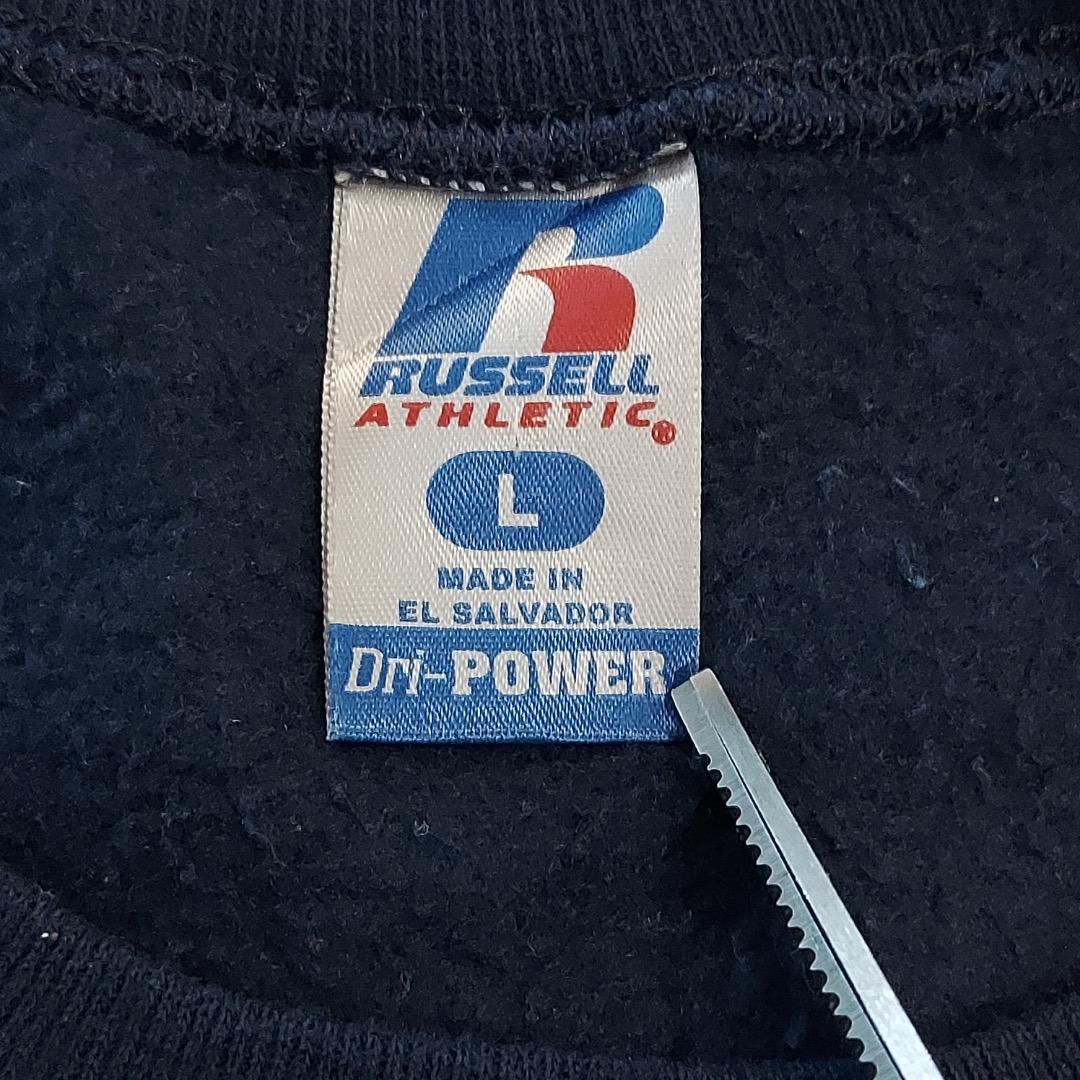 RUSSELL
ATHLETIC®
L
MADE IN
EL SALVADOR
Dri-POWER